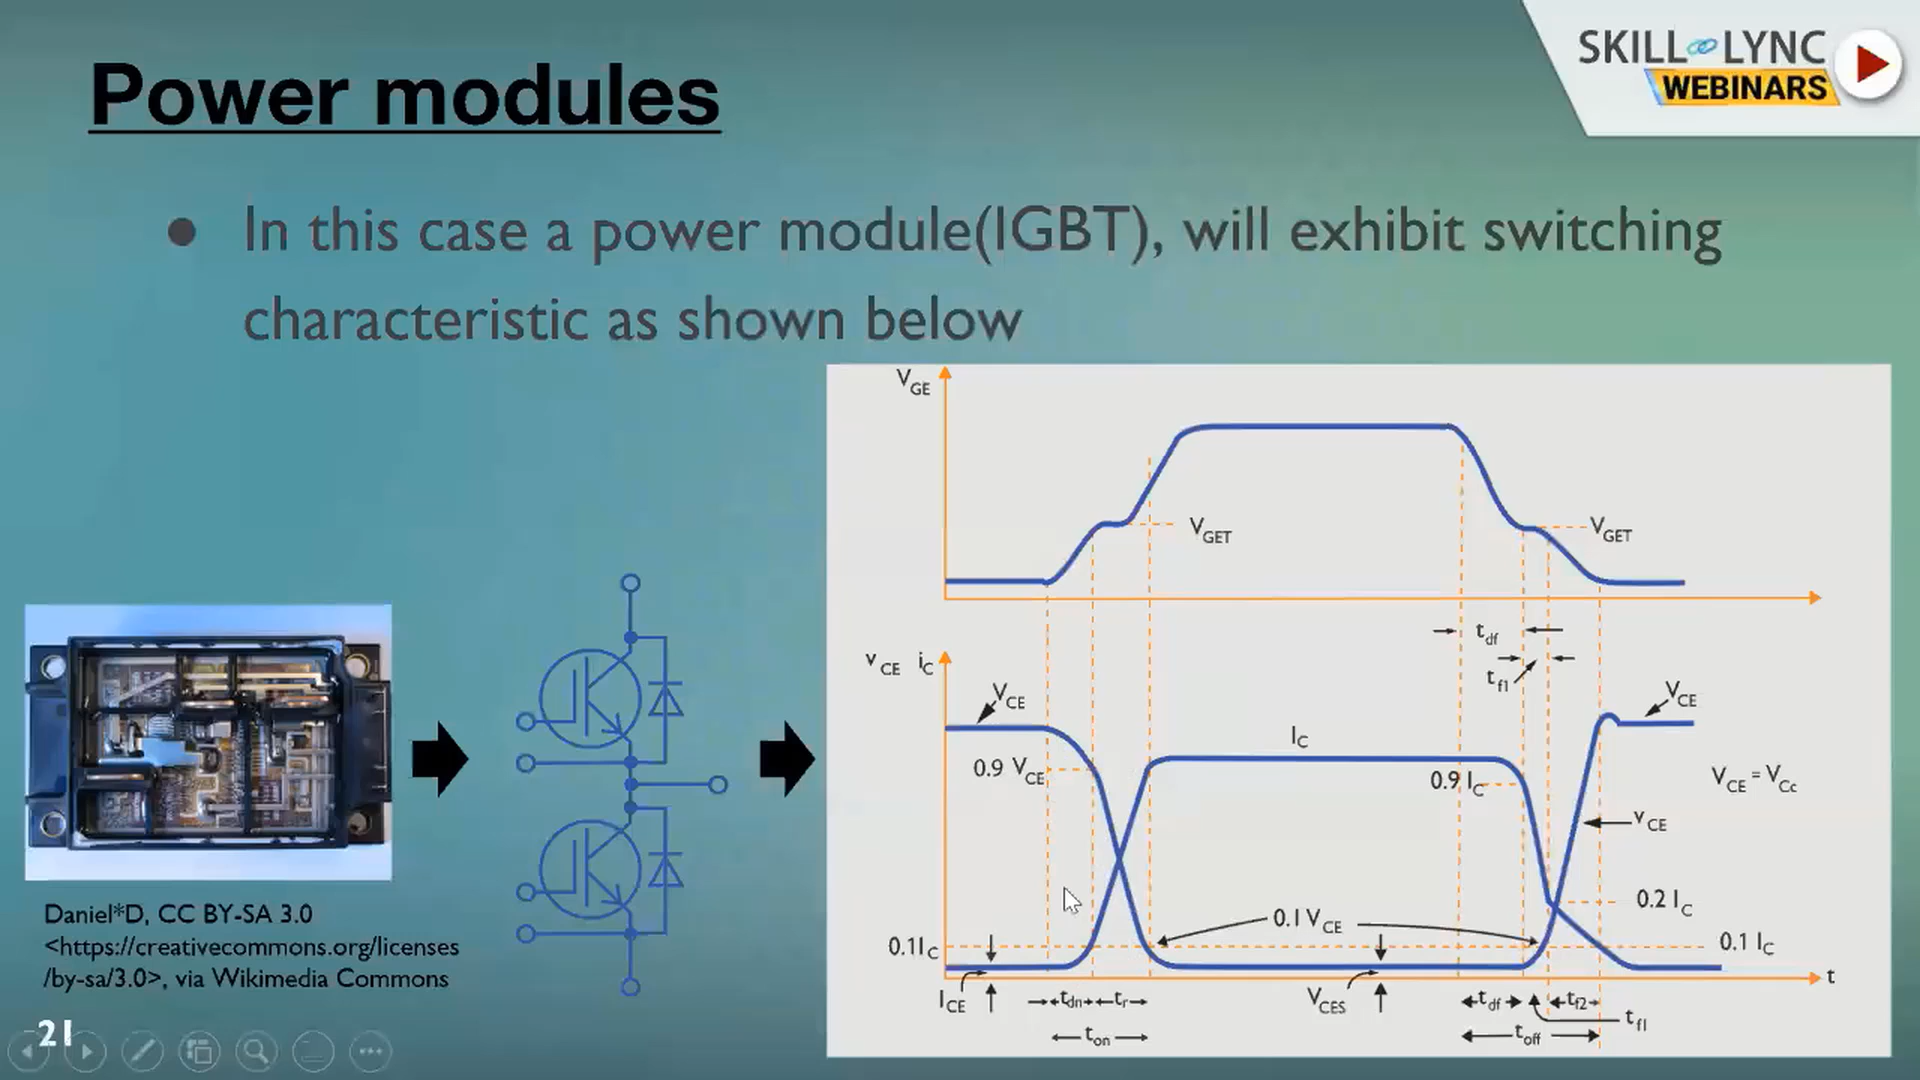 Power modules
SKILL LYNC
WEBINARS
● In this case a power module(IGBT), will exhibit switching
characteristic as shown below
VGE
VGET
VGET
tdf
tf1
vCE iC
VCE
IC
VCE
0.9 VCE
0.9 IC
VCE = VCc
vCE
0.2 IC
0.1 VCE
0.1IC
0.1 IC
t
ICE
tdn
tr
VCES
tdf
tf2
tf1
ton
toff
Daniel*D, CC BY-SA 3.0
<https://creativecommons.org/licenses
/by-sa/3.0>, via Wikimedia Commons
21